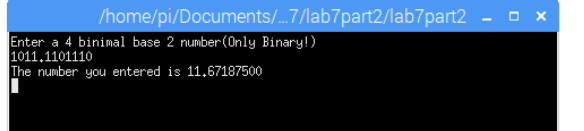 /home/pi/Documents/...7/lab7part2/lab7part2
Enter a 4 binimal base 2 number(Only Binary!)
1011.1101110
The number you entered is 11.67187500